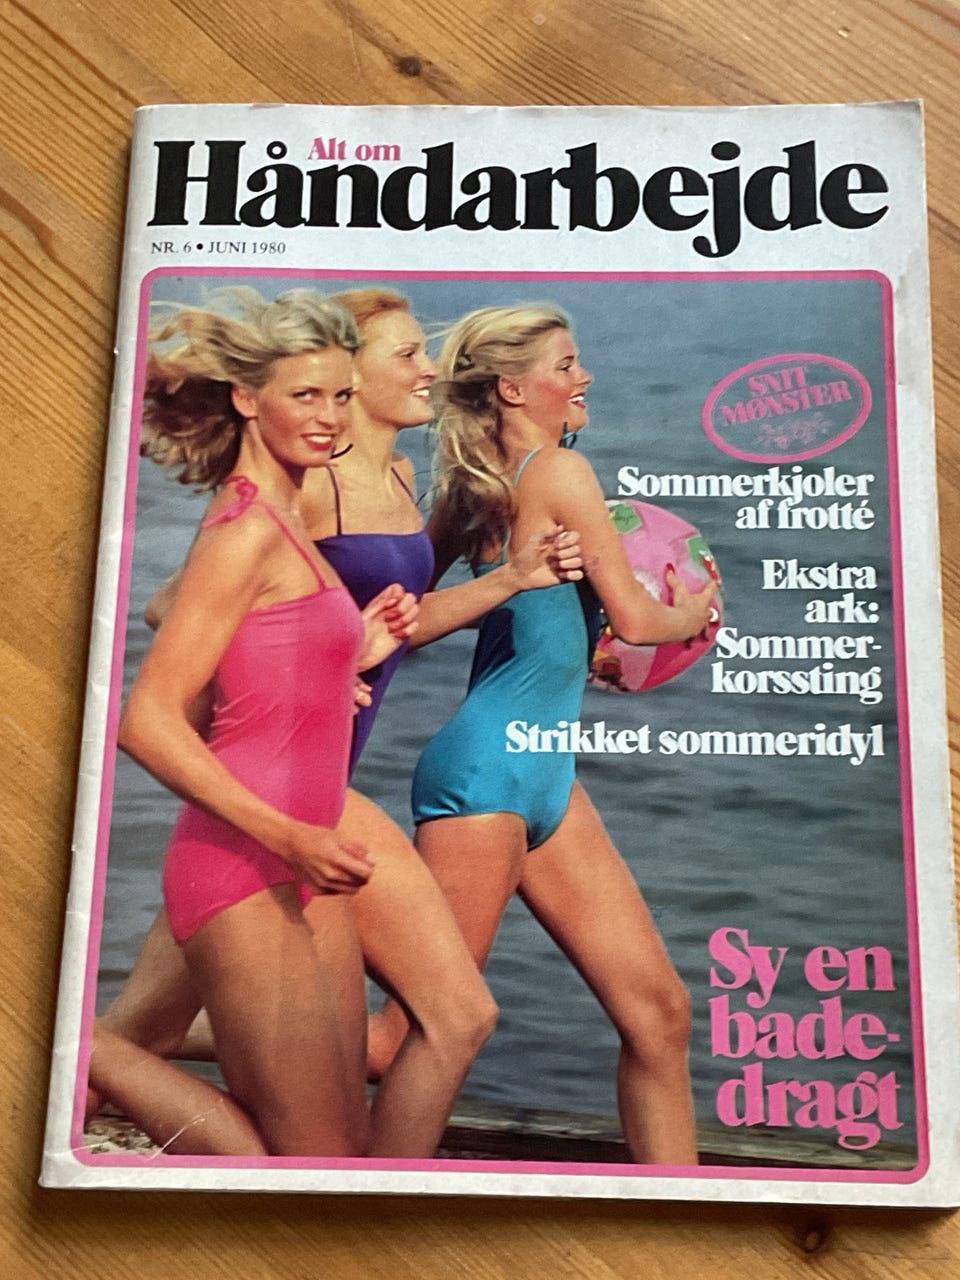 Alt om
Håndarbejde
NR. 6 • JUNI 1980
SNIT
MØNSTER
Sommerkjoler
af frotté
Ekstra
ark:
Sommer-
korssting
Strikket sommeridyl
Sy en
bade-
dragt